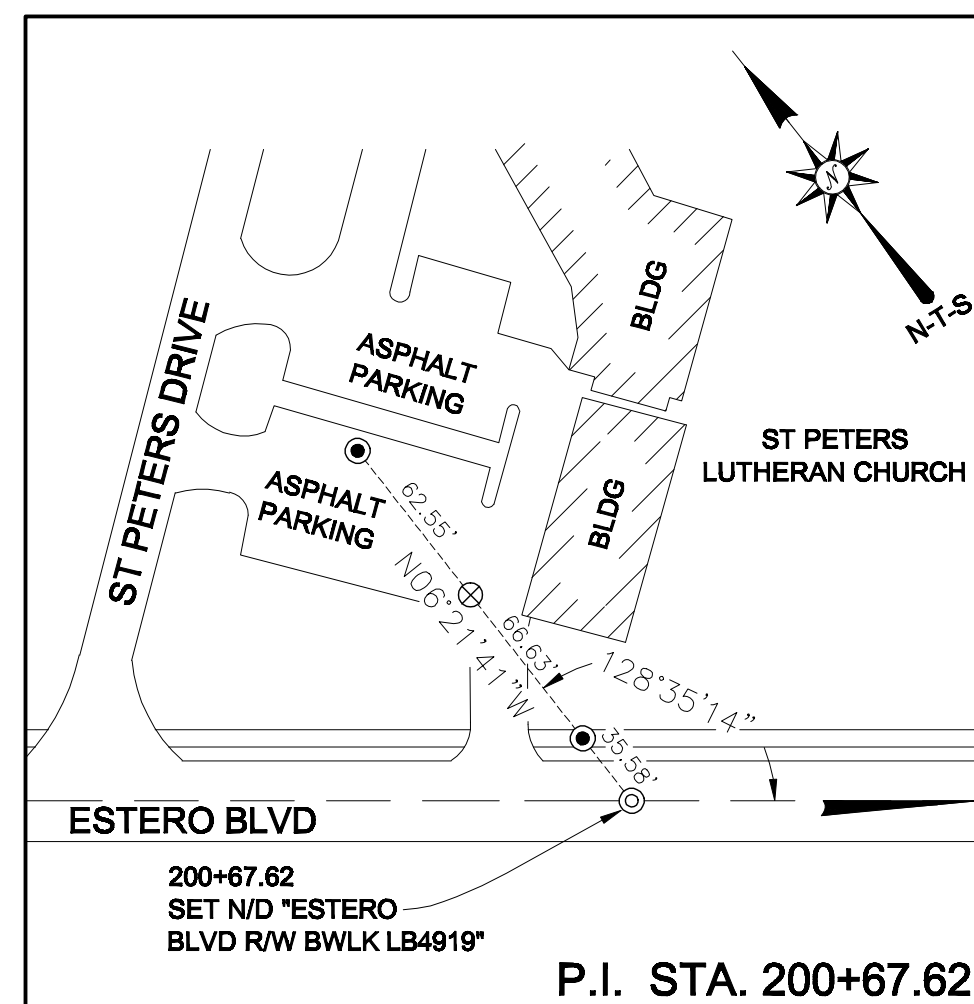 N
N-T-S
BLDG
ASPHALT
PARKING
ST PETERS DRIVE
ST PETERS
LUTHERAN CHURCH
ASPHALT
PARKING
BLDG
62.55'
N06°21'41"W
66.63'
128°35'14"
35.58'
ESTERO BLVD
200+67.62
SET N/D "ESTERO
BLVD R/W BWLK LB4919"
P.I. STA. 200+67.62